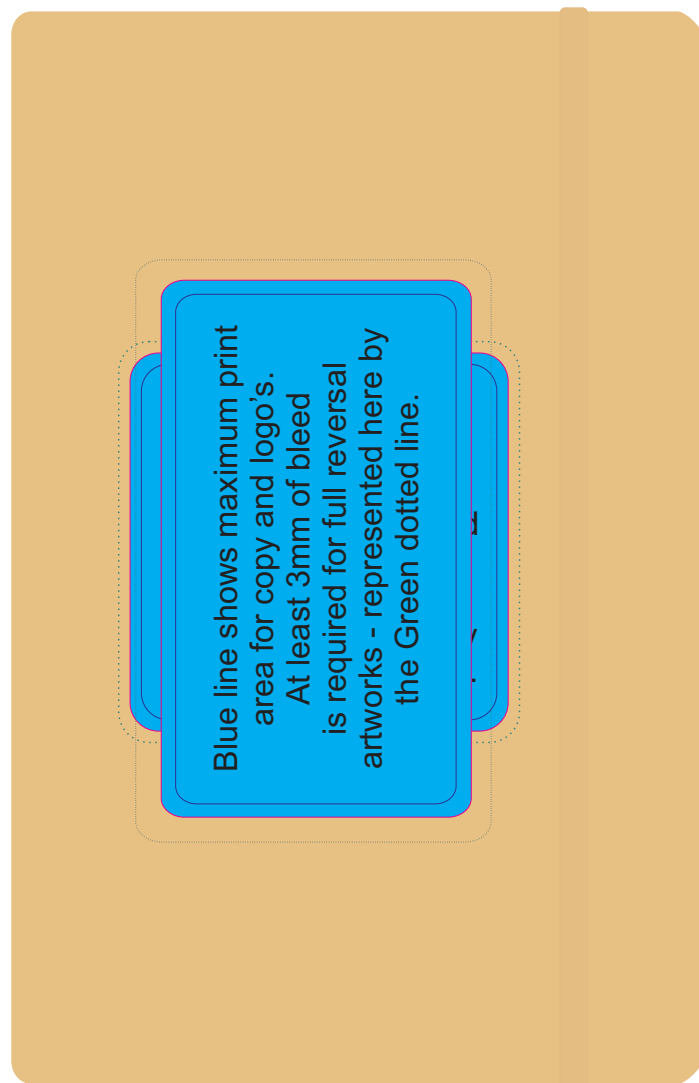 Blue line shows maximum print
area for copy and logo's.
At least 3mm of bleed
is required for full reversal
artworks - represented here by
the Green dotted line.